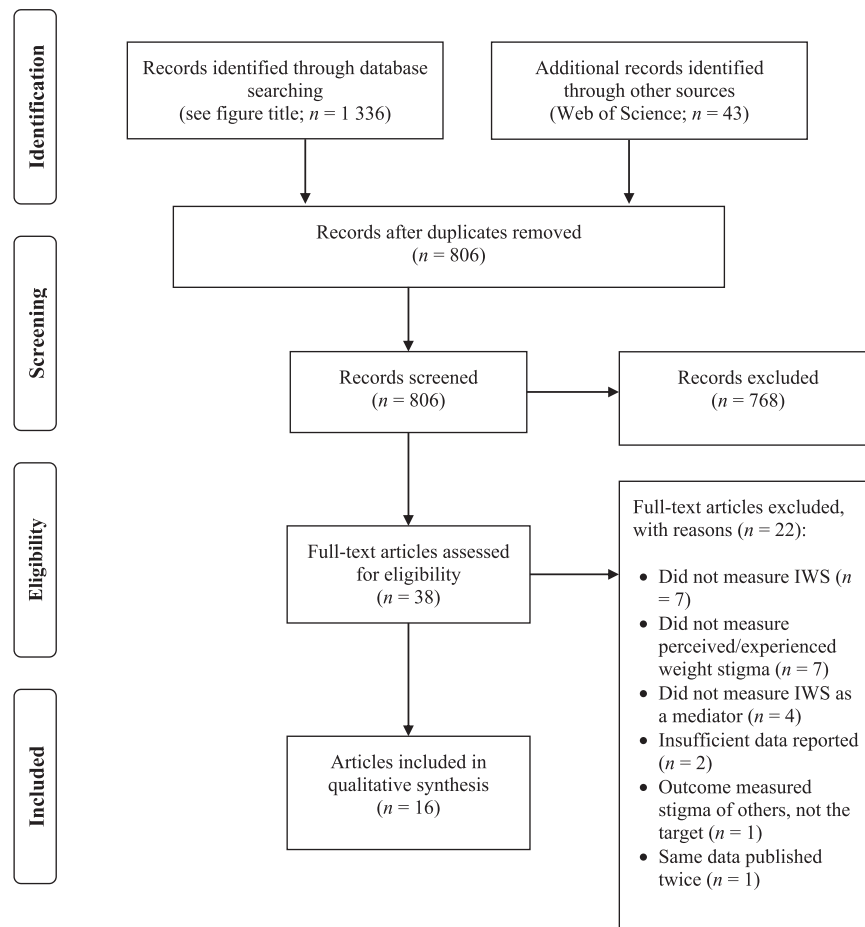 Identification
Records identified through database
searching
(see figure title; n = 1 336)
Additional records identified
through other sources
(Web of Science; n = 43)
Records after duplicates removed
(n = 806)
Screening
Records screened
(n = 806)
Records excluded
(n = 768)
Eligibility
Full-text articles assessed
for eligibility
(n = 38)
Full-text articles excluded,
with reasons (n = 22):
• Did not measure IWS (n
= 7)
• Did not measure
perceived/experienced
weight stigma (n = 7)
• Did not measure IWS as
a mediator (n = 4)
• Insufficient data reported
(n = 2)
• Outcome measured
stigma of others, not the
target (n = 1)
• Same data published
twice (n = 1)
Included
Articles included in
qualitative synthesis
(n = 16)